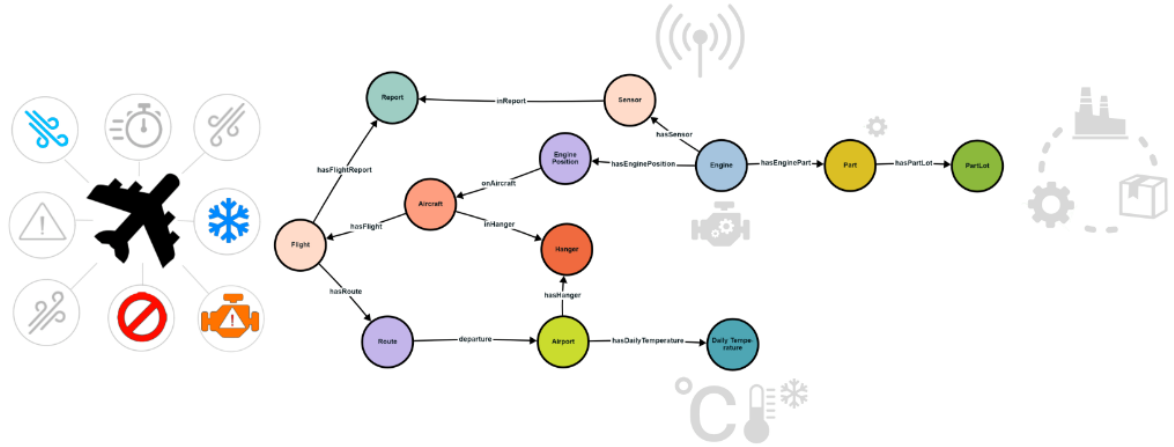 Report
inReport
Sensor
hasSensor
Engine
Position
hasEnginePosition
Engine
hasEnginePart
Part
hasPartLot
PartLot
hasFlightReport
onAircraft
Aircraft
hasFlight
inHanger
Flight
Hanger
hasRoute
hasHanger
Route
departure
Airport
hasDailyTemperature
Daily Tempe-
rature
°C